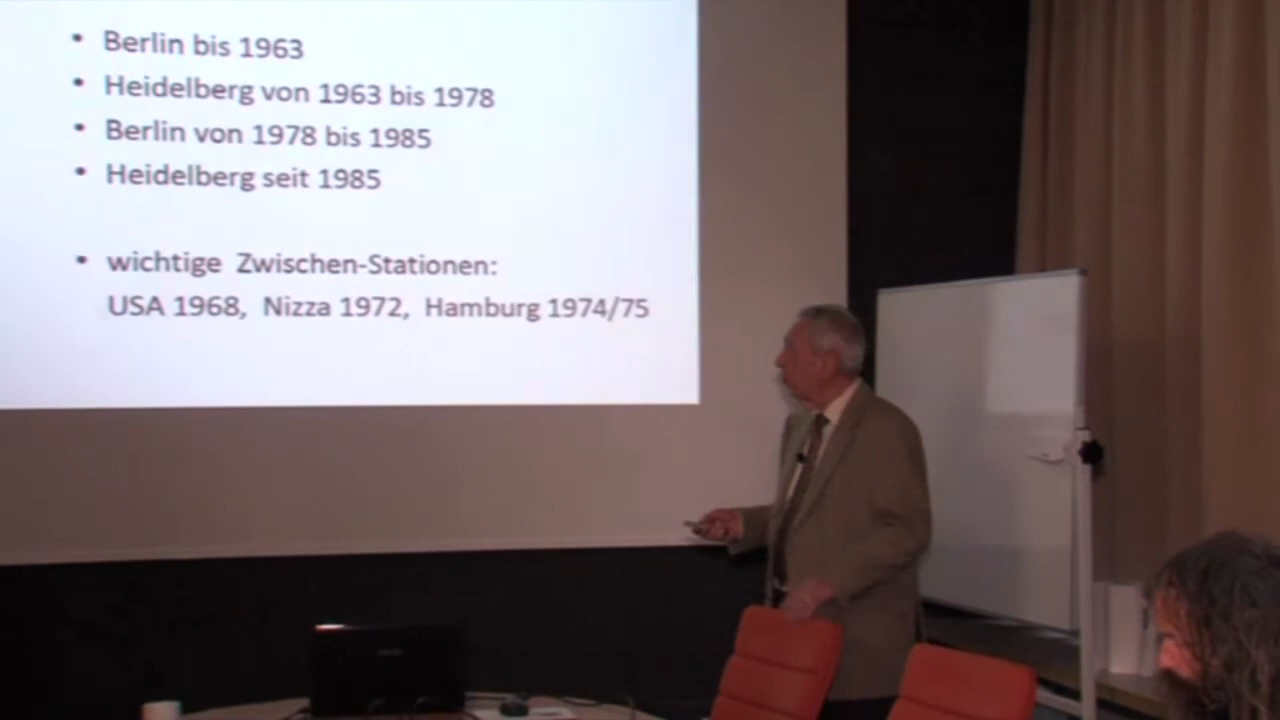 • Berlin bis 1963
• Heidelberg von 1963 bis 1978
• Berlin von 1978 bis 1985
• Heidelberg seit 1985
• wichtige Zwischen-Stationen:
USA 1968, Nizza 1972, Hamburg 1974/75